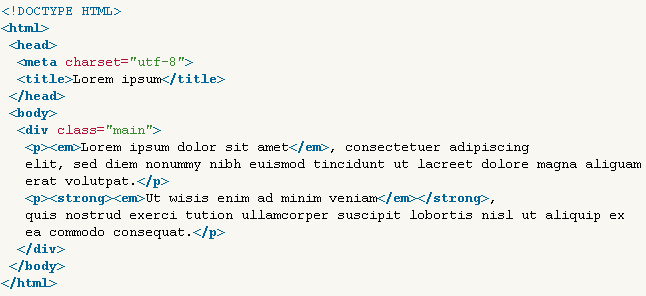 <!DOCTYPE HTML>
<html>
<head>
<meta charset="utf-8">
<title>Lorem ipsum</title>
</head>
<body>
<div class="main">
<p><em>Lorem ipsum dolor sit amet</em>, consectetuer adipiscing
elit, sed diem nonummy nibh euismod tincidunt ut lacreet dolore magna aliguam
erat volutpat.</p>
<p><strong><em>Ut wisis enim ad minim veniam</em></strong>,
quis nostrud exerci tution ullamcorper suscipit lobortis nisl ut aliquip ex
ea commodo consequat.</p>
</div>
</body>
</html>